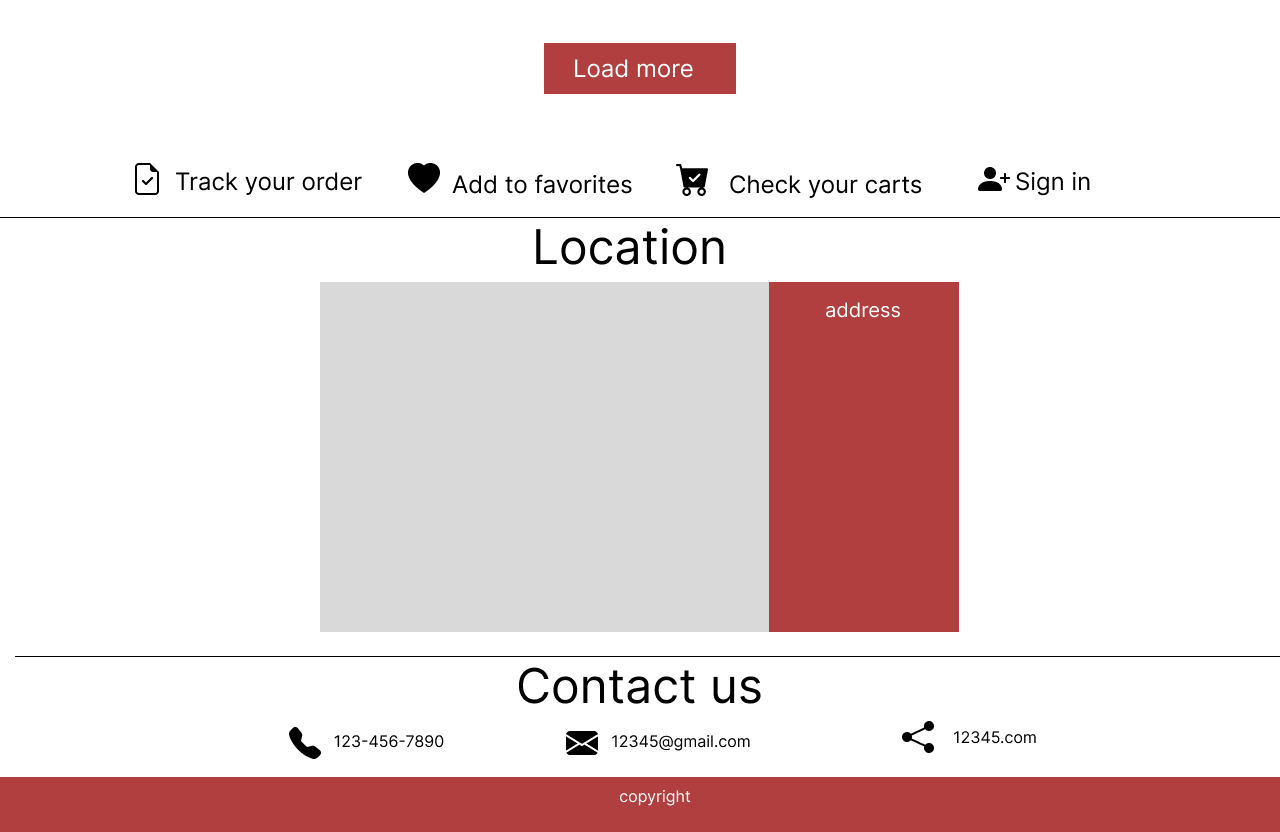 Load more
Track your order
Add to favorites
Check your carts
Sign in
Location
address
Contact us
123-456-7890
12345@gmail.com
12345.com
copyright